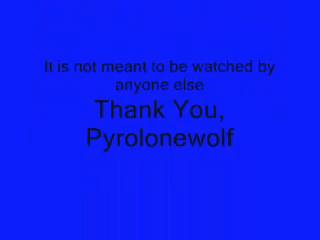 It is not meant to be watched by
anyone else
Thank You,
Pyrolonewolf